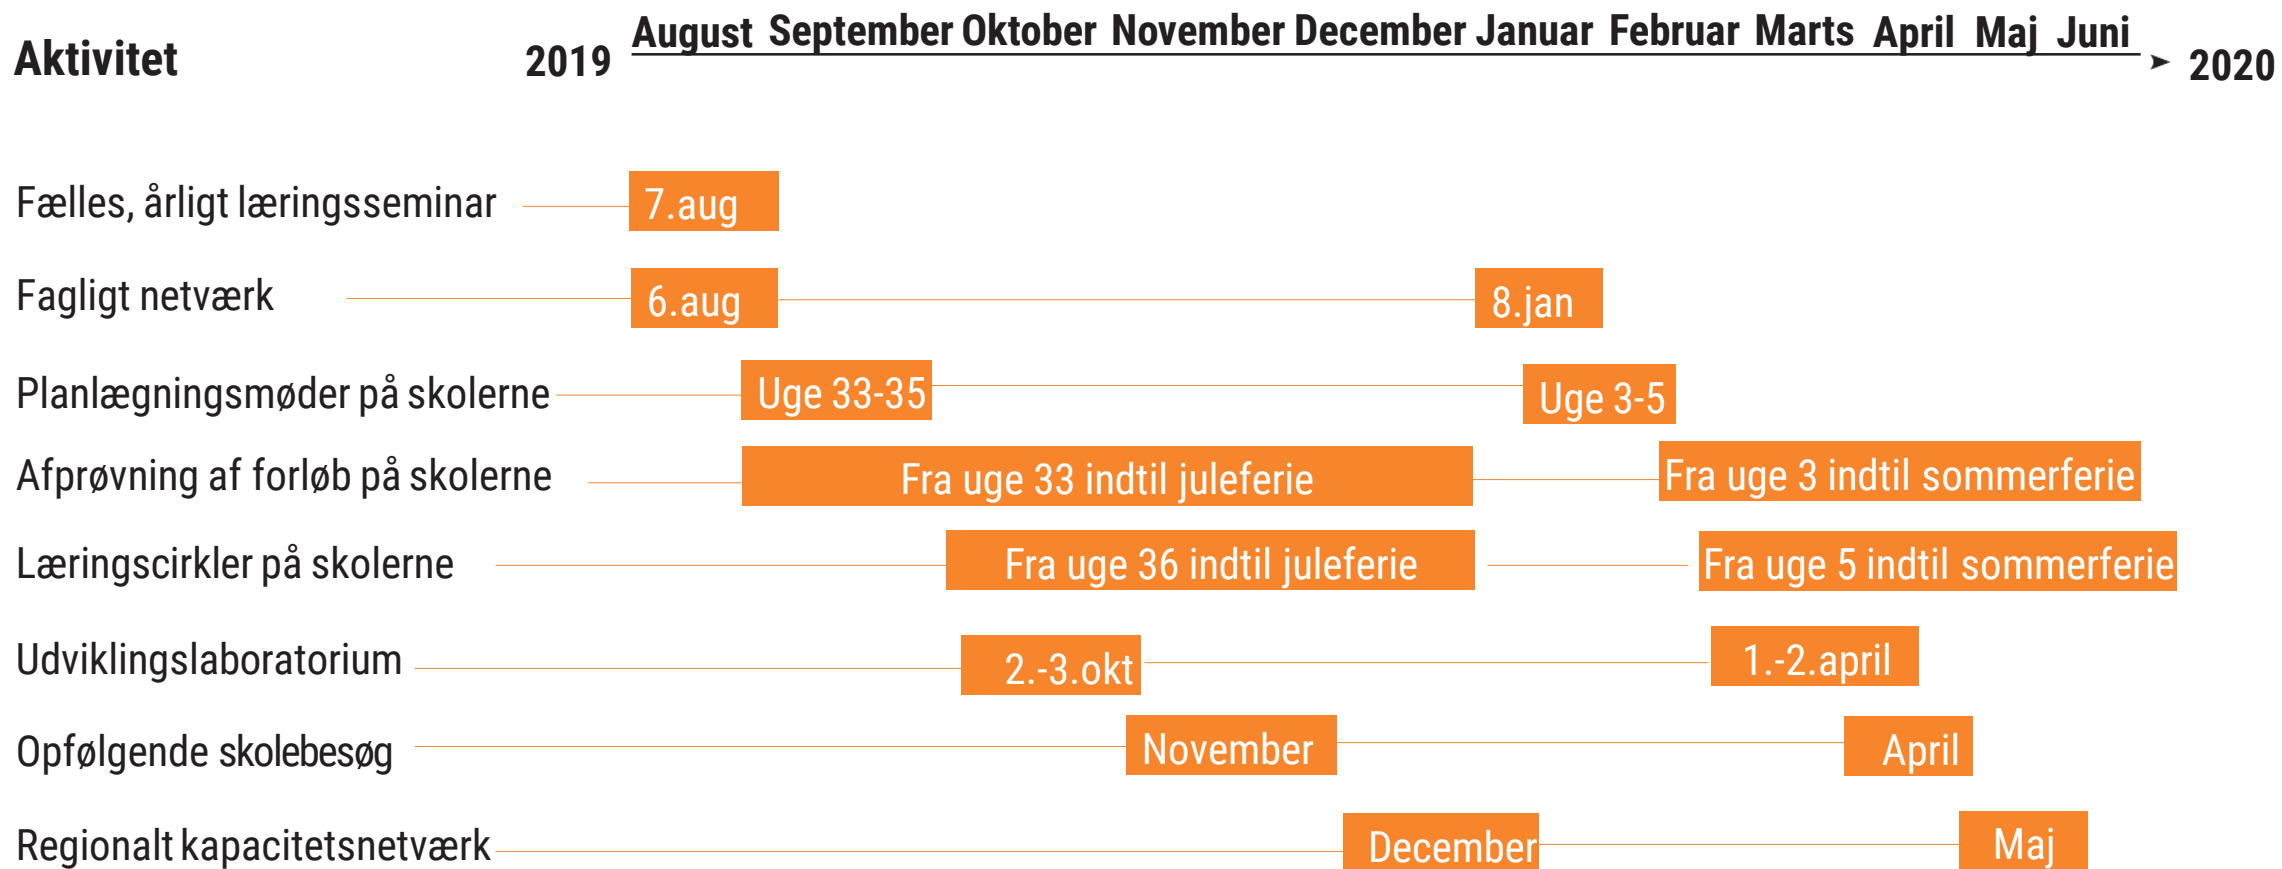 Aktivitet 2019 August September Oktober November December Januar Februar Marts April Maj Juni 2020
Fælles, årligt læringsseminar 7.aug
Fagligt netværk 6.aug 8.jan
Planlægningsmøder på skolerne Uge 33-35 Uge 3-5
Afprøvning af forløb på skolerne Fra uge 33 indtil juleferie Fra uge 3 indtil sommerferie
Læringscirkler på skolerne Fra uge 36 indtil juleferie Fra uge 5 indtil sommerferie
Udviklingslaboratorium 2.-3.okt 1.-2.april
Opfølgende skolebesøg November April
Regionalt kapacitetsnetværk December Maj